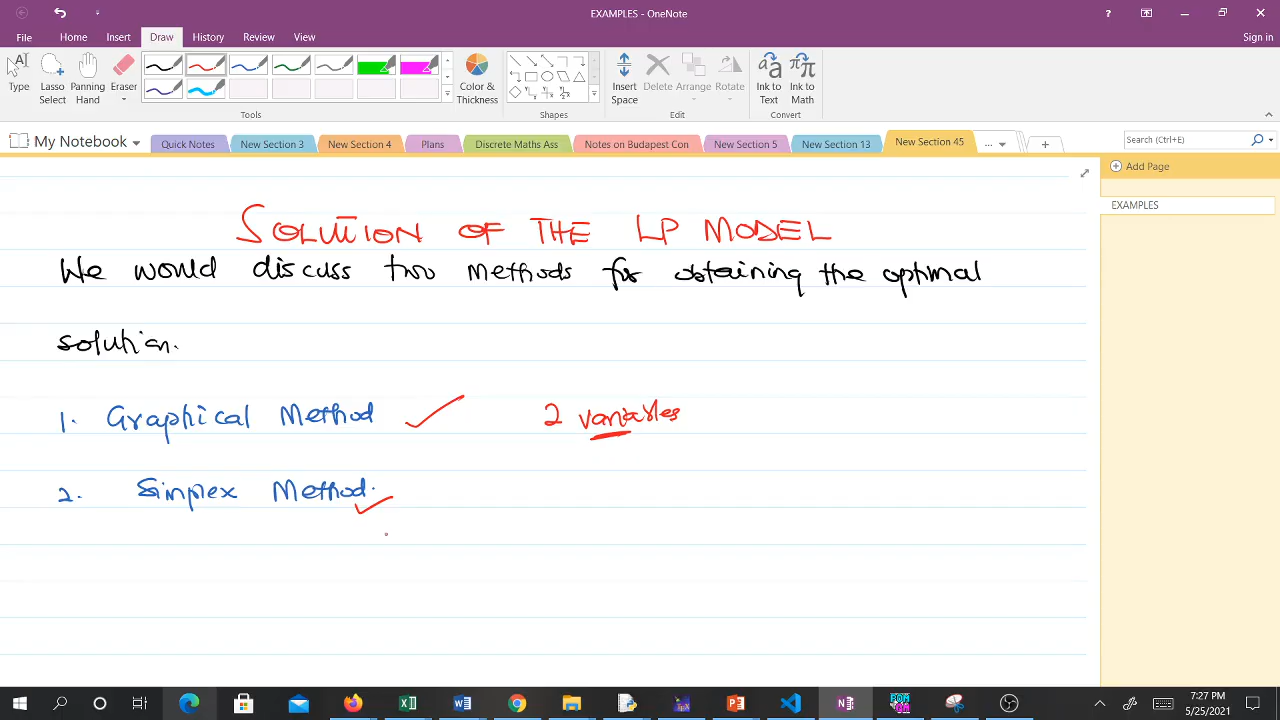 EXAMPLES - OneNote
Sign in
File Home Insert Draw History Review View
Type
Lasso Select
Panning Hand
Eraser
Color & Thickness
Insert Space
Delete
Arrange
Rotate
Ink to Text
Ink to Math
Tools Shapes Edit Convert
My Notebook Quick Notes New Section 3 New Section 4 Plans Discrete Maths Ass Notes on Budapest Con New Section 5 New Section 13 New Section 45 ... Search (Ctrl+E)
Add Page
EXAMPLES
SOLUTION OF THE LP MODEL
We would discuss two methods for obtaining the optimal
solution.
1. Graphical Method 2 variables
2. Simplex Method.
7:27 PM
5/25/2021